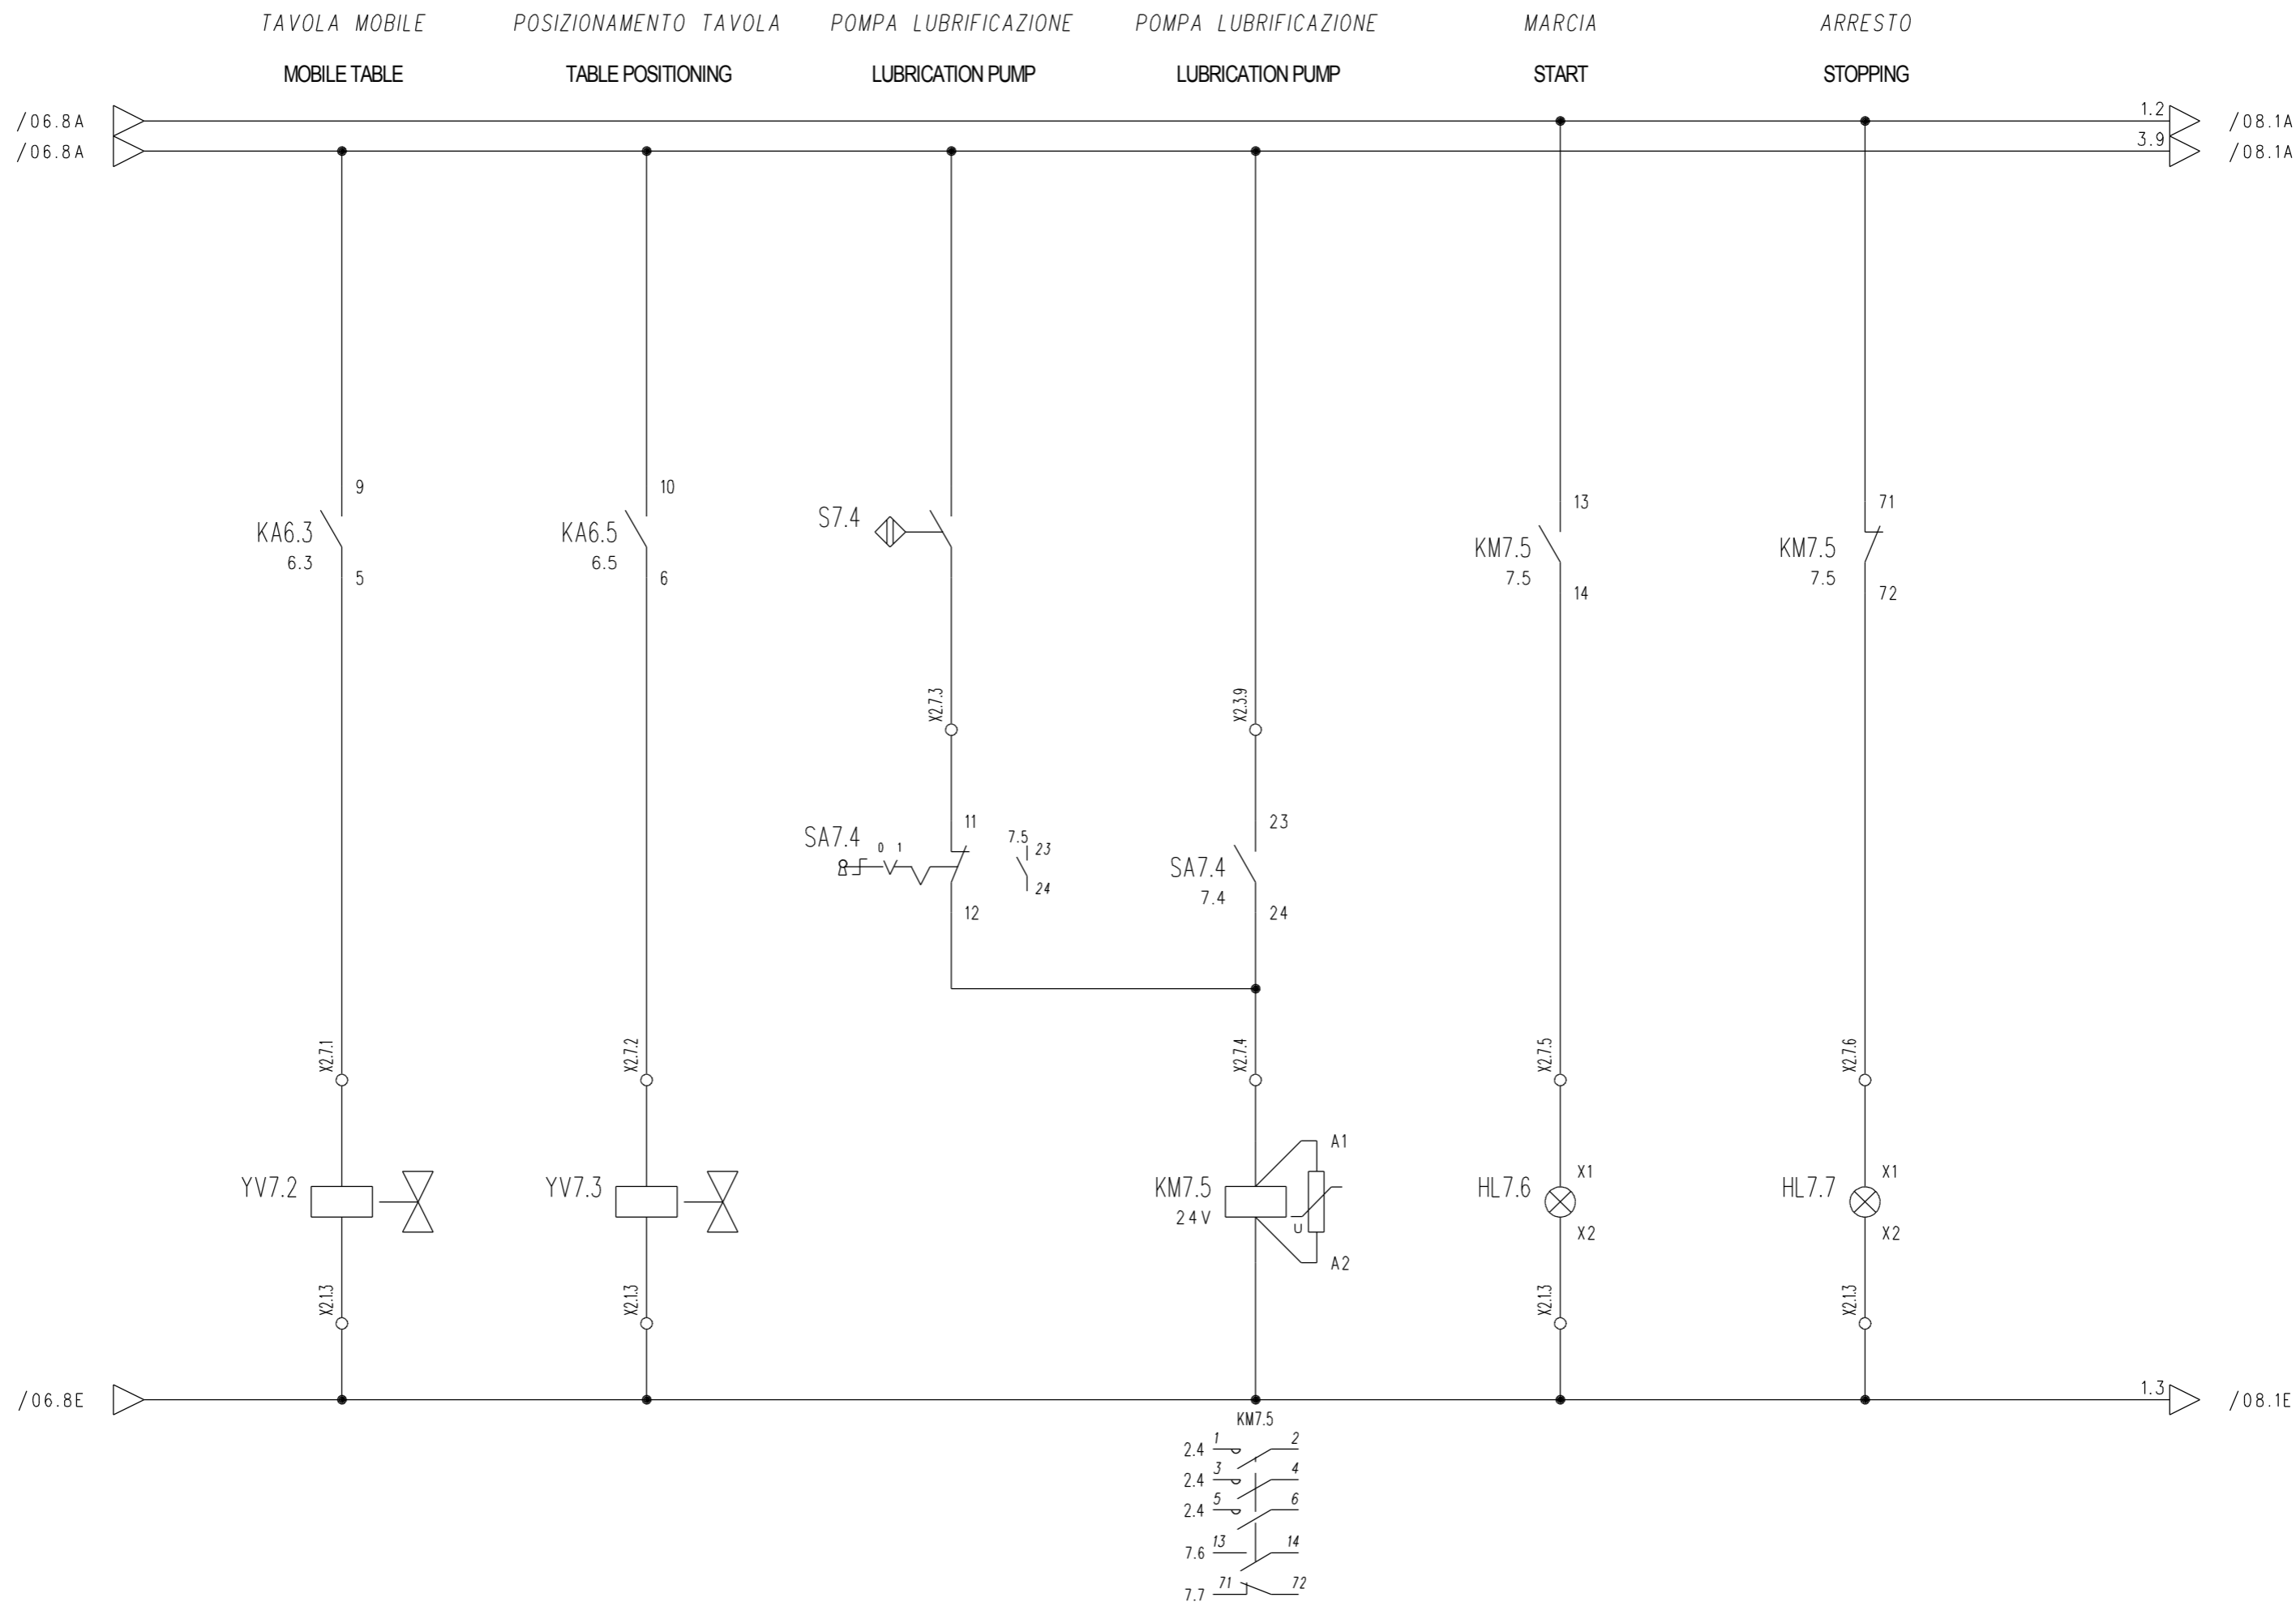 TAVOLA MOBILE POSIZIONAMENTO TAVOLA POMPA LUBRIFICAZIONE POMPA LUBRIFICAZIONE MARCIA ARRESTO
MOBILE TABLE TABLE POSITIONING LUBRICATION PUMP LUBRICATION PUMP START STOPPING
/06.8A 1.2 /08.1A
/06.8A 3.9 /08.1A
9 10
13 71
S7.4
KA6.3 KA6.5
KM7.5 KM7.5
6.3 6.5
5 6
7.5 7.5
14 72
X2.7.3 X2.3.9
11 23
SA7.4 0 1 7.5 23
SA7.4
24
7.4
12 24
X2.7.1 X2.7.2 X2.7.4 X2.7.5 X2.7.6
A1
X1 X1
YV7.2 YV7.3 KM7.5 HL7.6 HL7.7
24V U
X2 X2
A2
X2.1.3 X2.1.3 X2.1.3 X2.1.3
/06.8E 1.3 /08.1E
KM7.5
2.4 1 2
2.4 3 4
2.4 5 6
7.6 13 14
7.7 71 72